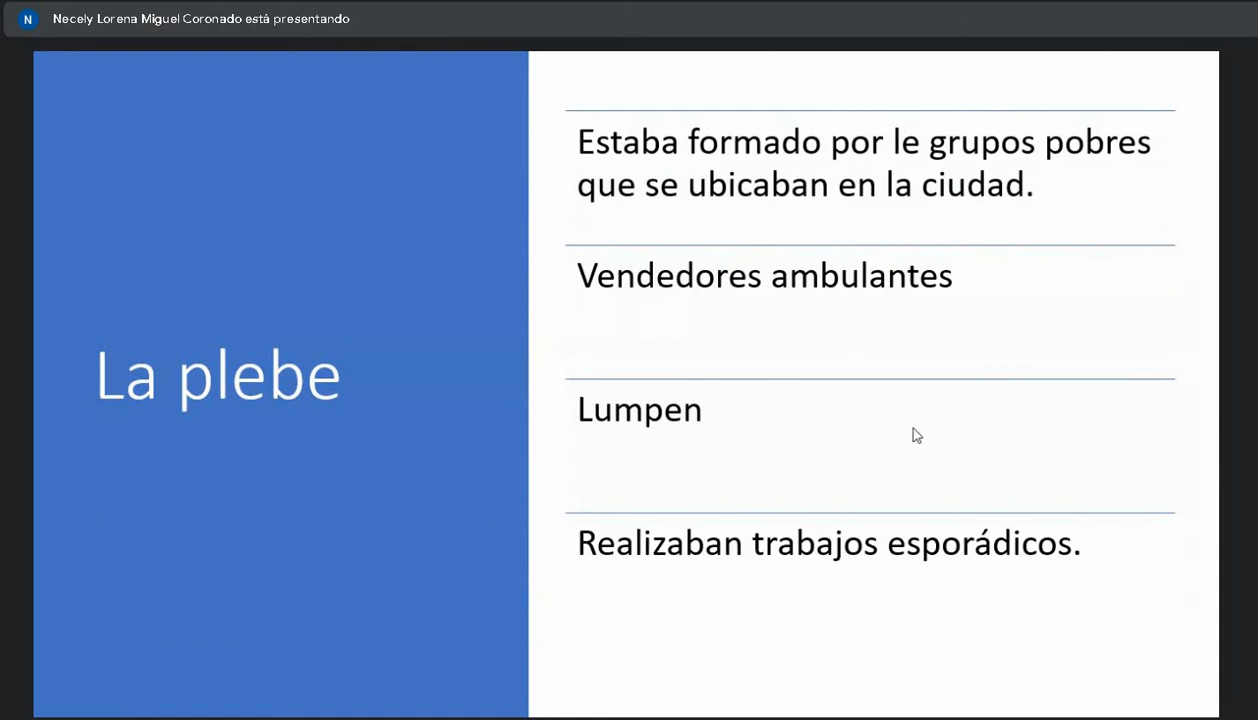 N
Necely Lorena Miguel Coronado está presentando
La plebe
Estaba formado por le grupos pobres
que se ubicaban en la ciudad.
Vendedores ambulantes
Lumpen
Realizaban trabajos esporádicos.